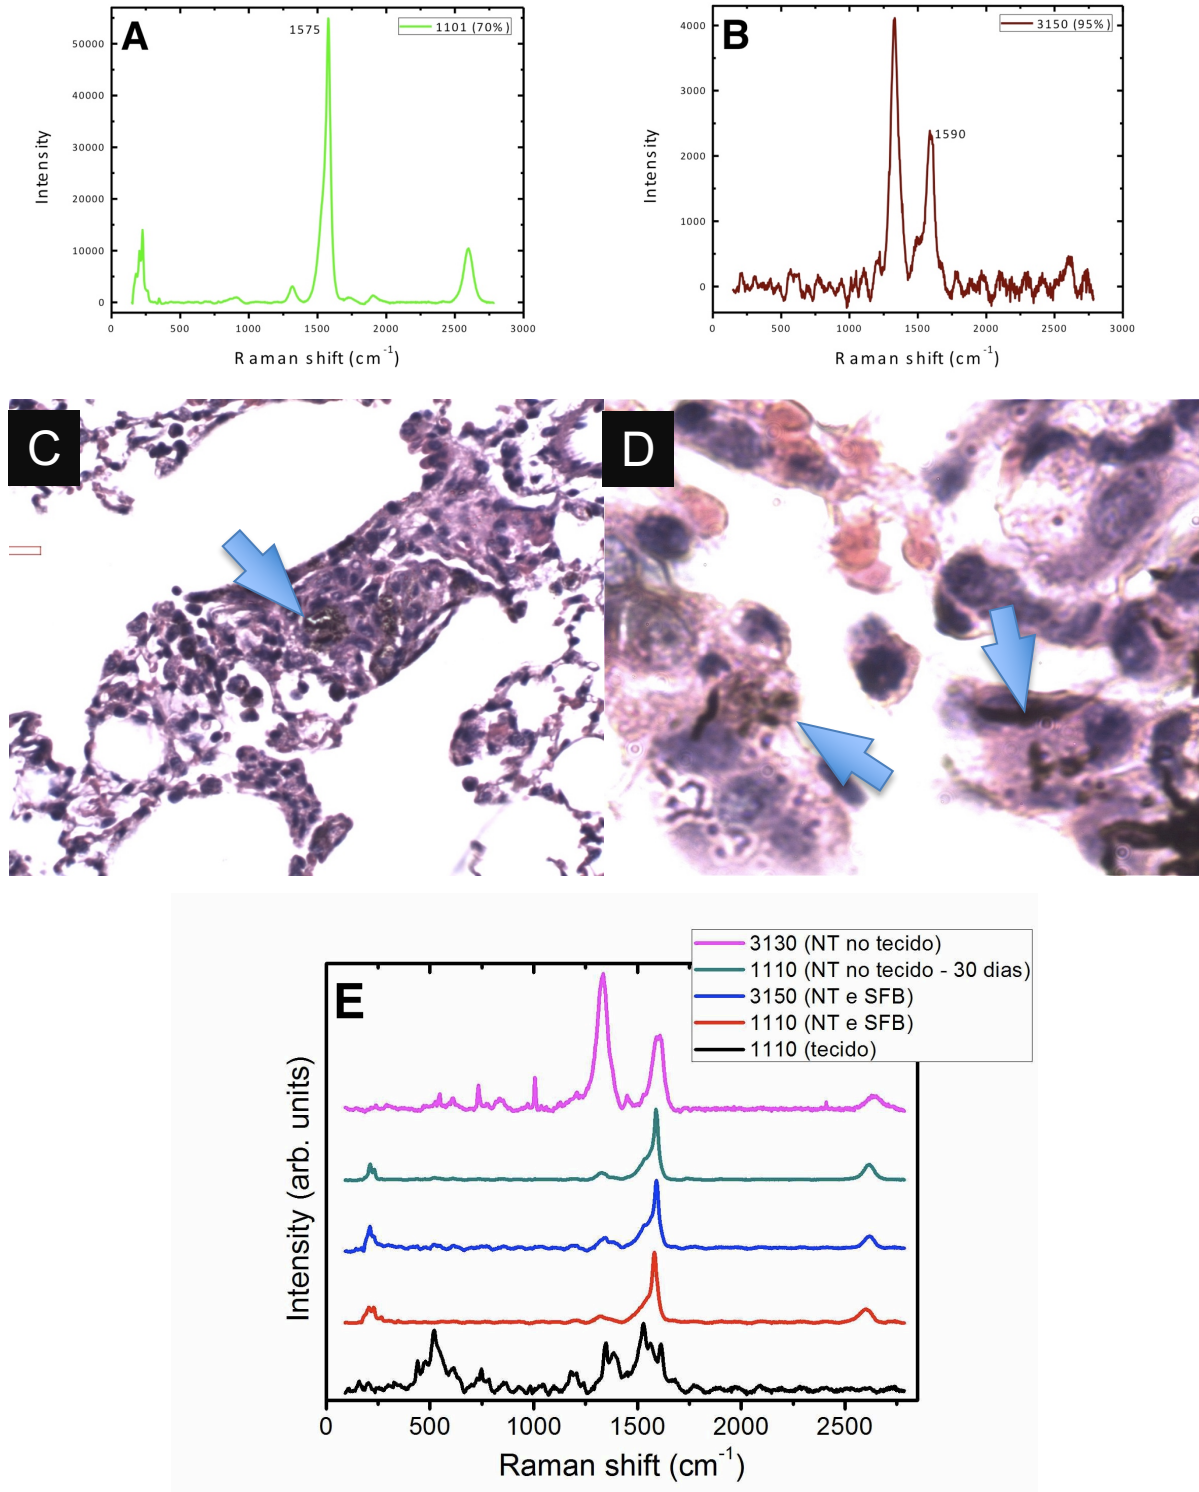 A
1575
1101 (70%)
50000
40000
30000
20000
10000
0
Intensity
0 500 1000 1500 2000 2500 3000
Raman shift (cm-1)
B
3150 (95%)
1590
4000
3000
2000
1000
0
Intensity
0 500 1000 1500 2000 2500 3000
Raman shift (cm-1)
C
D
E
3130 (NT no tecido)
1110 (NT no tecido - 30 dias)
3150 (NT e SFB)
1110 (NT e SFB)
1110 (tecido)
Intensity (arb. units)
0 500 1000 1500 2000 2500
Raman shift (cm-1)